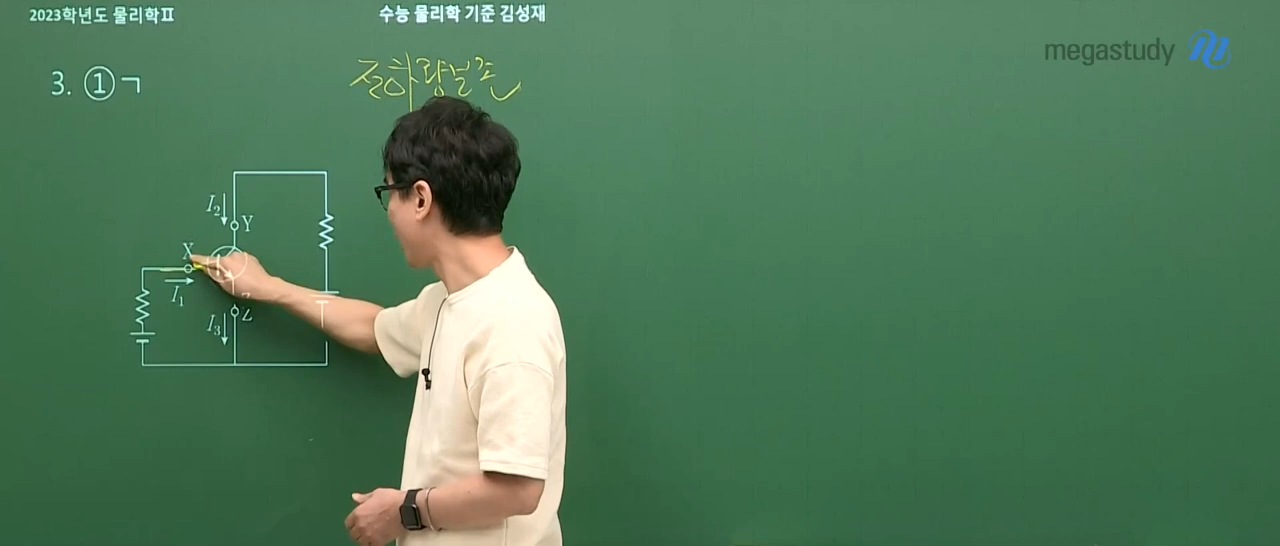 2023학년도 물리학Ⅱ
수능 물리학 기준 김성재
megastudy
3. ① ㄱ
전하량보존
I₂
Y
X
I₁
Z
I₃